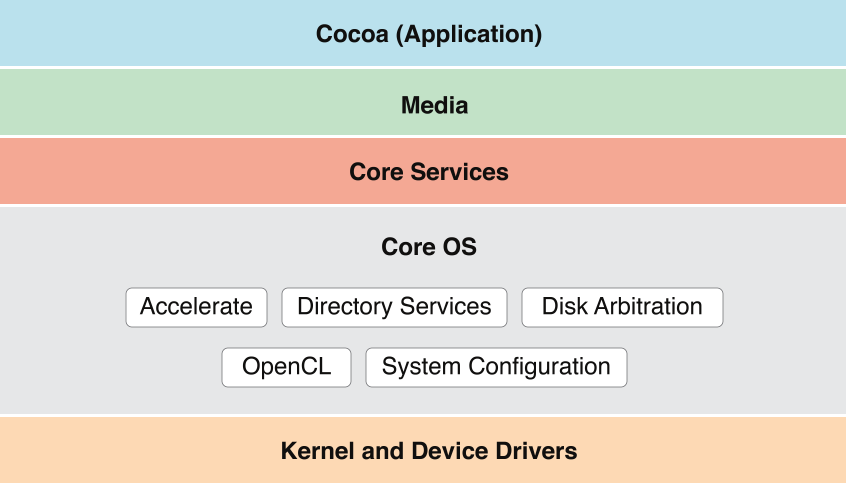 Cocoa (Application)
Media
Core Services
Core OS
Accelerate
Directory Services
Disk Arbitration
OpenCL
System Configuration
Kernel and Device Drivers